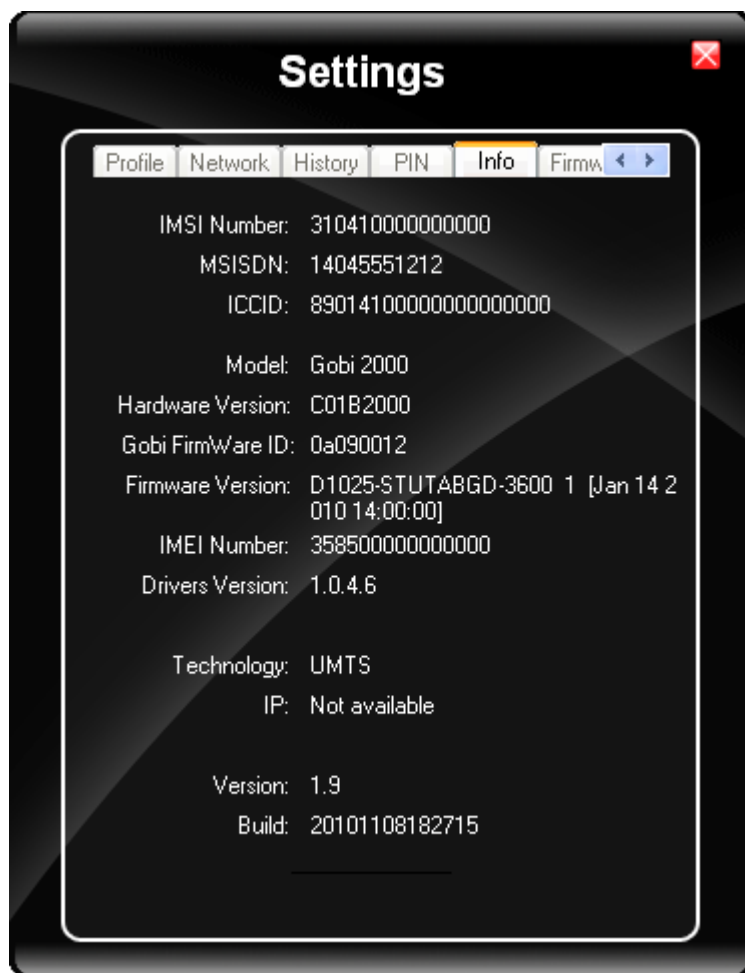 Settings
Profile Network History PIN Info Firmw
IMSI Number: 310410000000000
MSISDN: 14045551212
ICCID: 89014100000000000000
Model: Gobi 2000
Hardware Version: C01B2000
Gobi FirmWare ID: 0a090012
Firmware Version: D1025-STUTABGD-3600 1 [Jan 14 2
010 14:00:00]
IMEI Number: 358500000000000
Drivers Version: 1.0.4.6
Technology: UMTS
IP: Not available
Version: 1.9
Build: 20101108182715